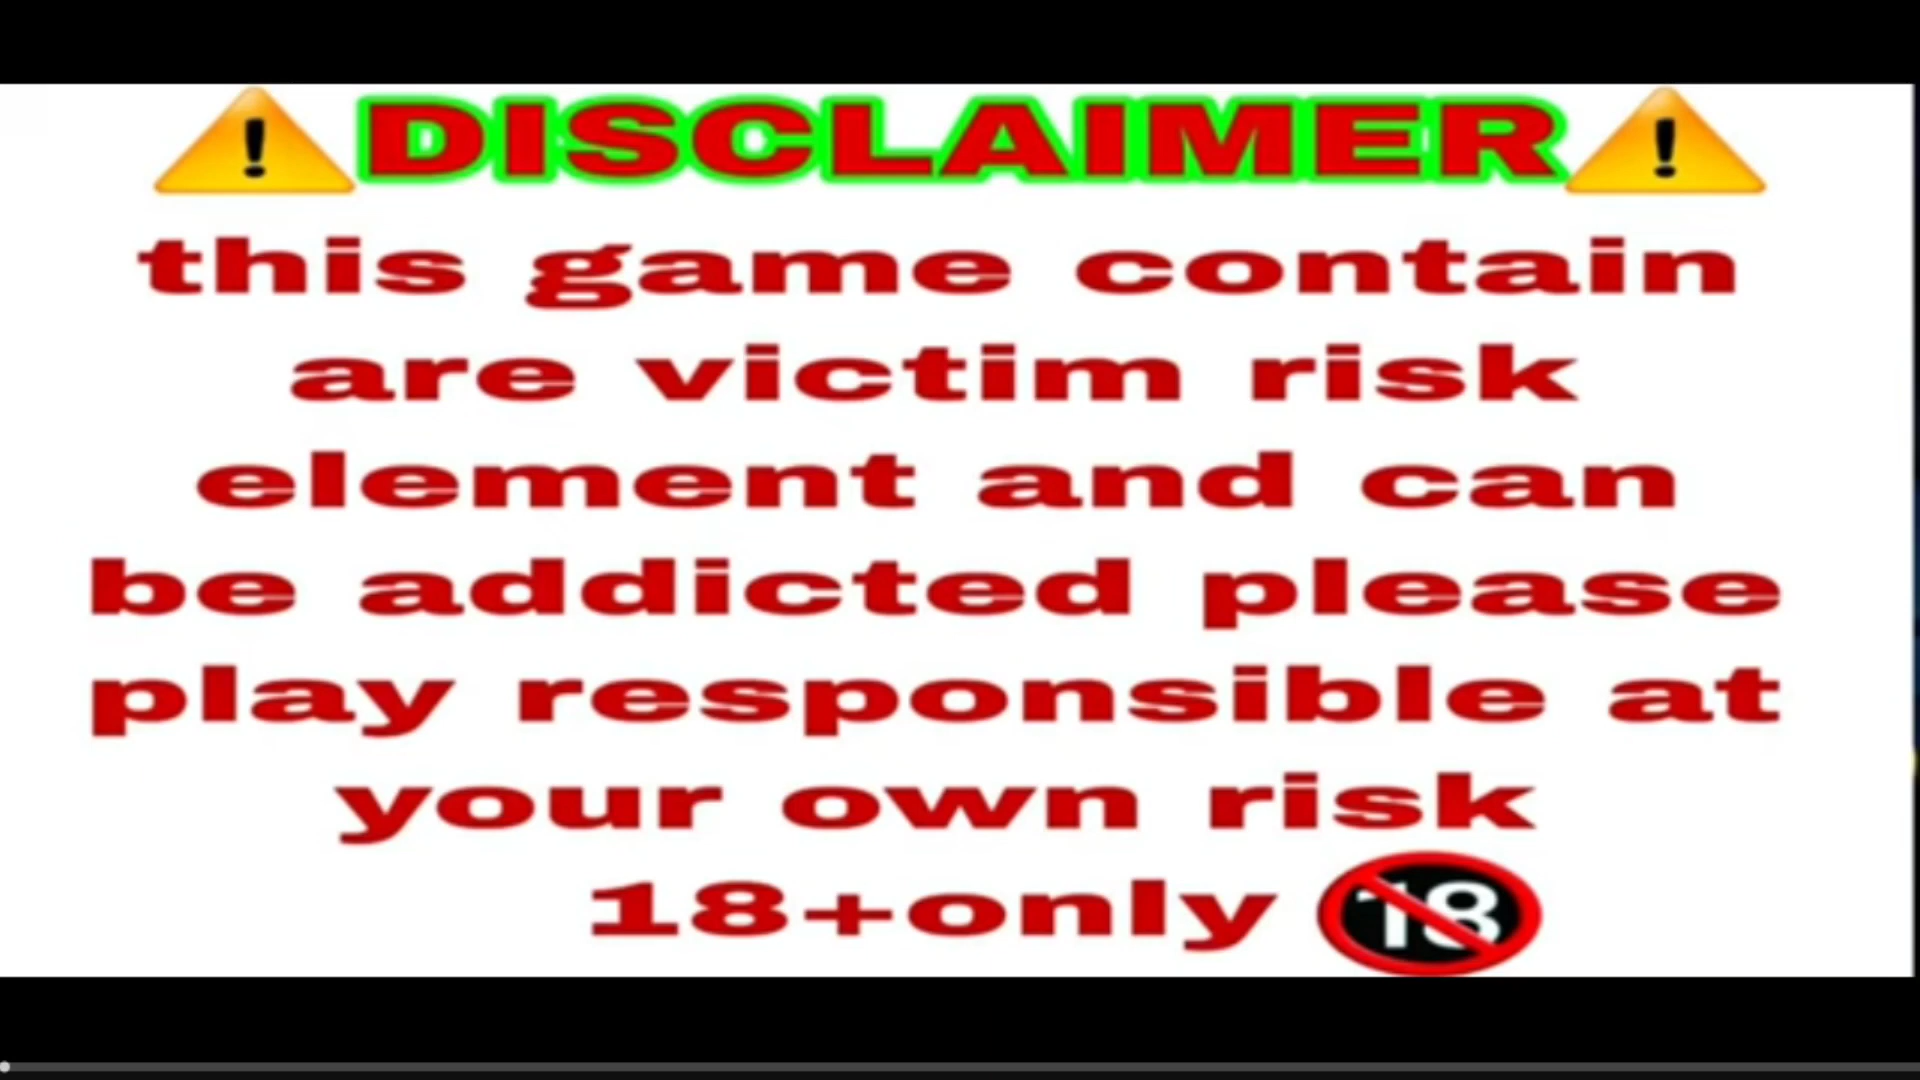 ⚠️DISCLAIMER⚠️
this game contain
are victim risk
element and can
be addicted please
play responsible at
your own risk
18+only 🔞